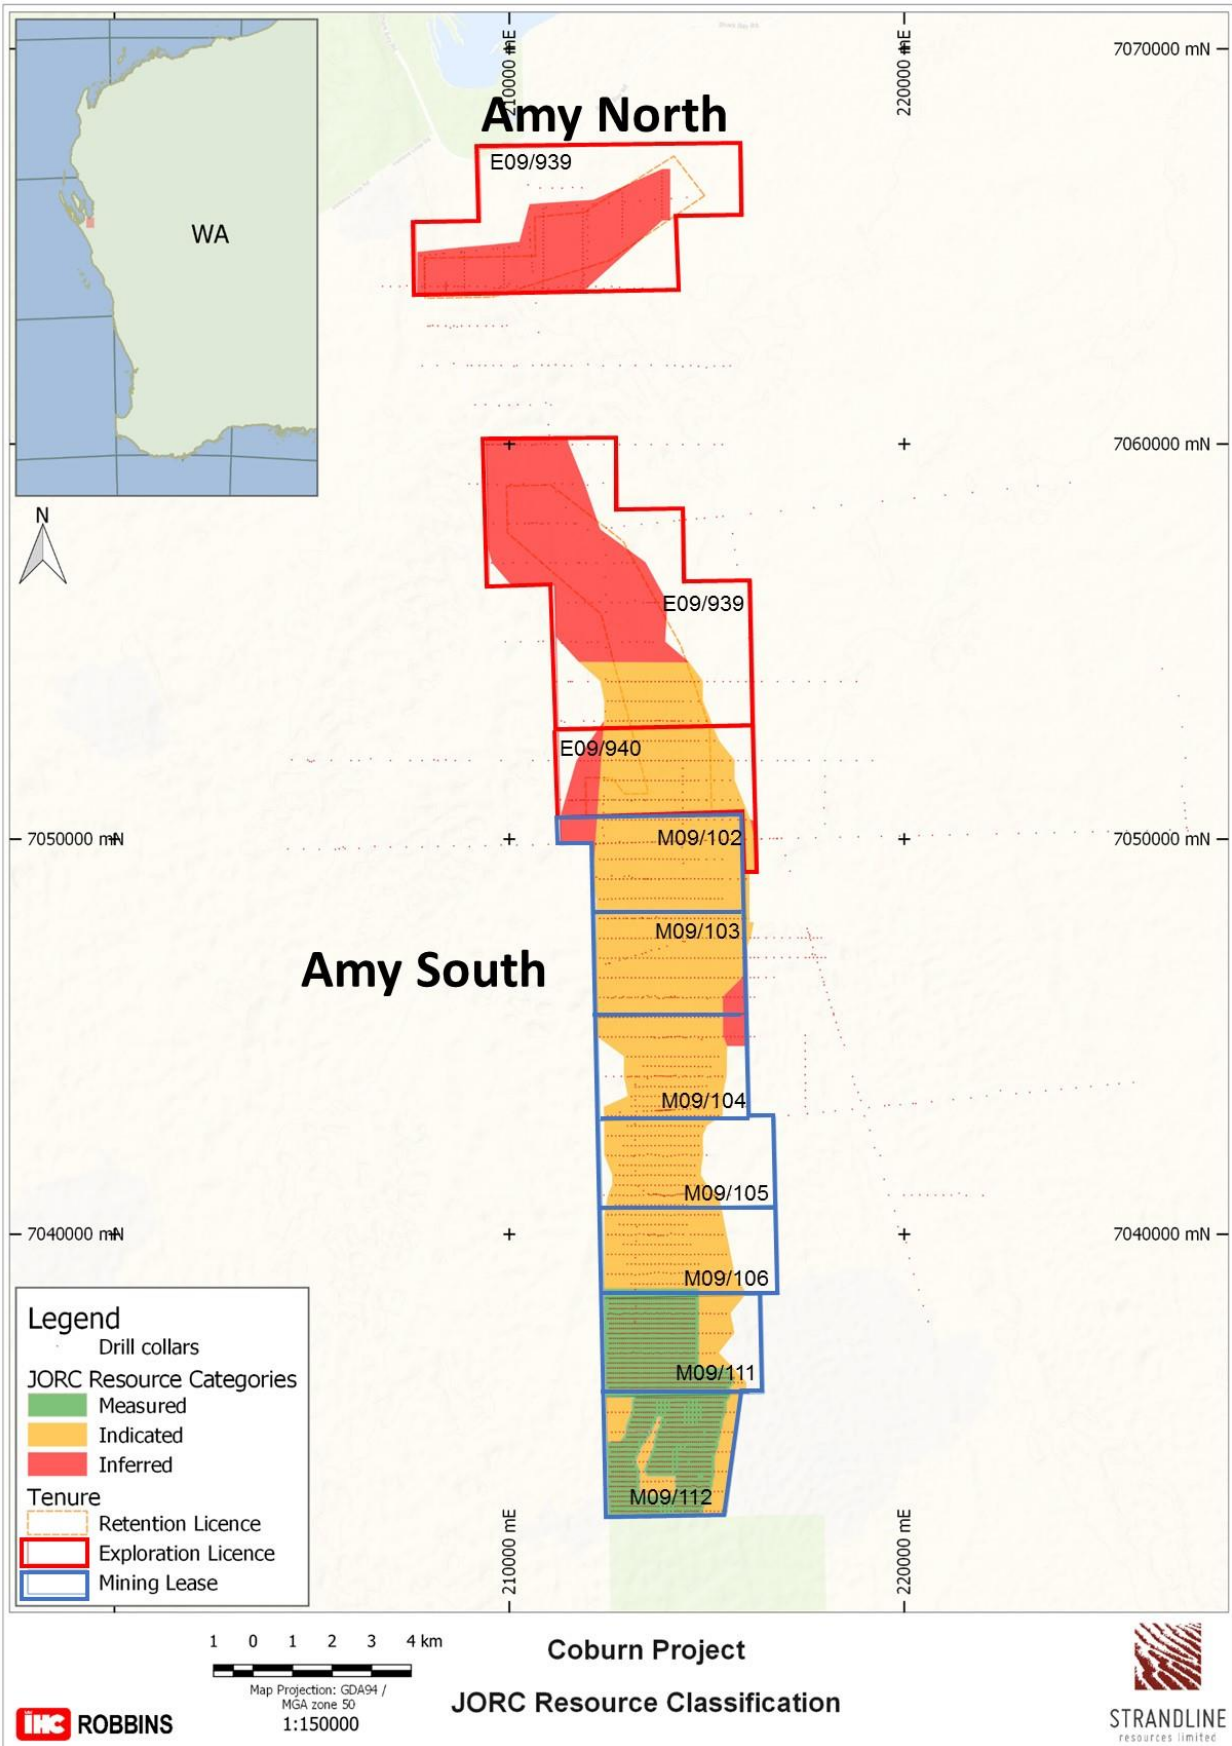 210000 mE
220000 mE
7070000 mN
Amy North
E09/939
WA
7060000 mN
N
E09/939
E09/940
7050000 mN
M09/102
7050000 mN
M09/103
Amy South
M09/104
M09/105
7040000 mN
7040000 mN
M09/106
Legend
Drill collars
JORC Resource Categories
Measured
Indicated
Inferred
Tenure
Retention Licence
Exploration Licence
Mining Lease
M09/111
M09/112
210000 mE
220000 mE
1 0 1 2 3 4 km
Map Projection: GDA94 /
MGA zone 50
1:150000
IHC ROBBINS
Coburn Project
JORC Resource Classification
STRANDLINE
resources limited